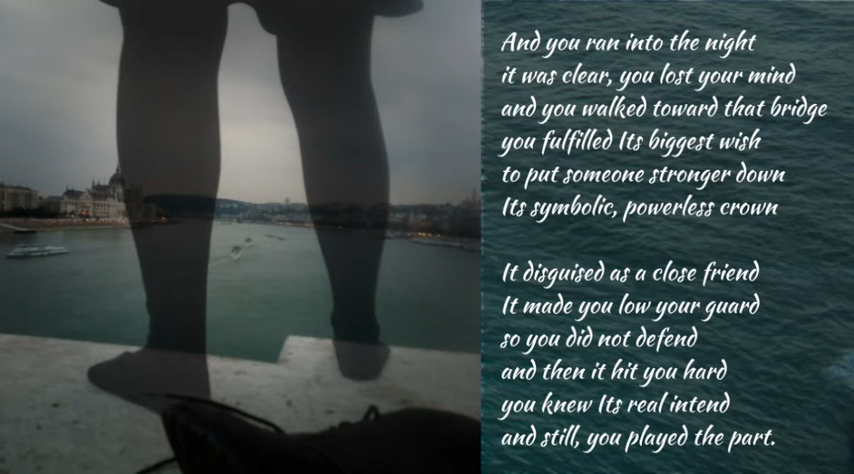 And you ran into the night
it was clear, you lost your mind
and you walked toward that bridge
you fulfilled Its biggest wish
to put someone stronger down
Its symbolic, powerless crown
It disguised as a close friend
It made you low your guard
so you did not defend
and then it hit you hard
you knew Its real intend
and still, you played the part.